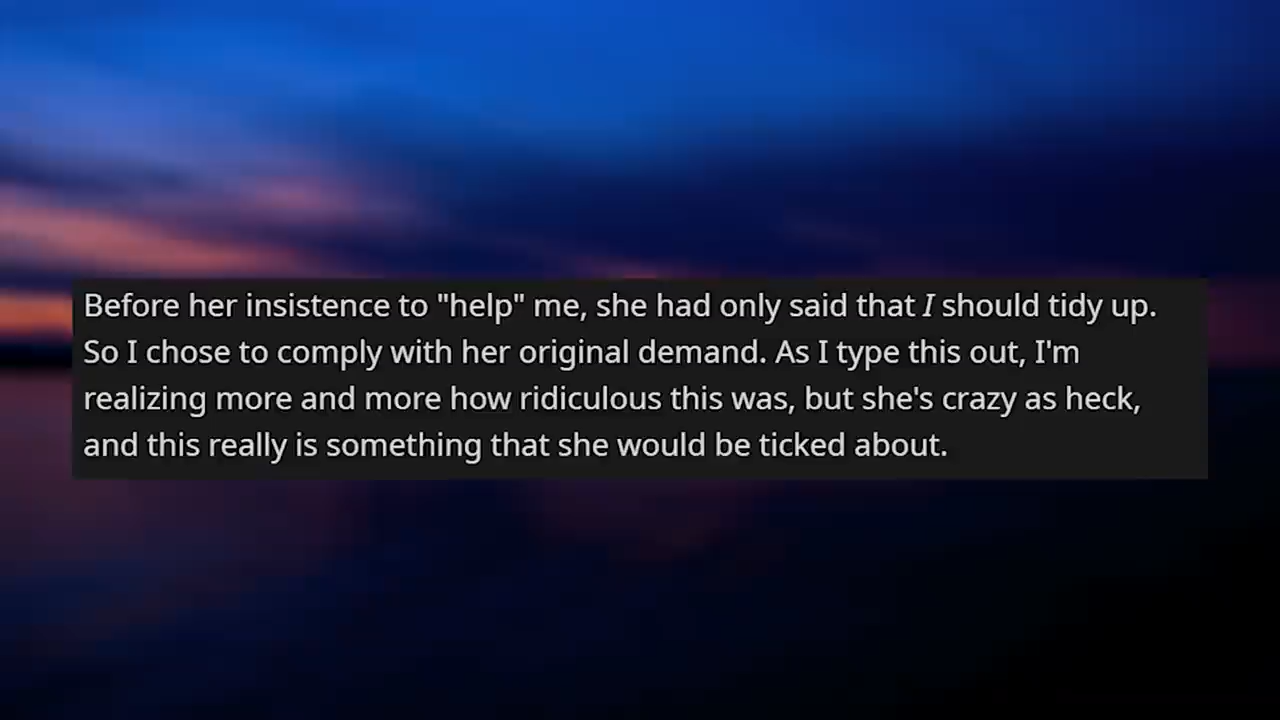 Before her insistence to "help" me, she had only said that I should tidy up.
So I chose to comply with her original demand. As I type this out, I'm
realizing more and more how ridiculous this was, but she's crazy as heck,
and this really is something that she would be ticked about.